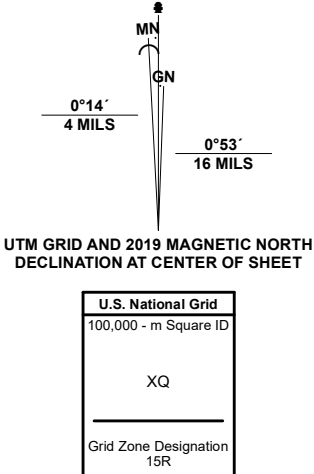 MN
GN
0°14´
4 MILS
0°53´
16 MILS
UTM GRID AND 2019 MAGNETIC NORTH
DECLINATION AT CENTER OF SHEET
U.S. National Grid
100,000 - m Square ID
XQ
Grid Zone Designation
15R